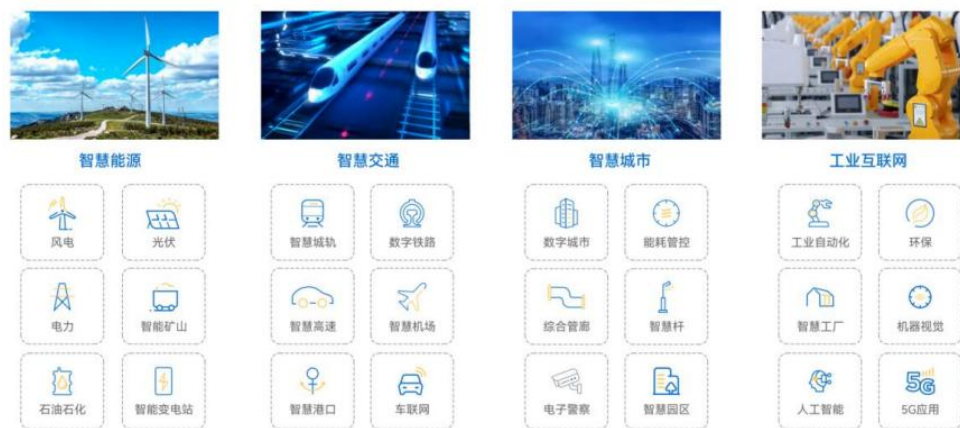 智慧能源
智慧交通
智慧城市
工业互联网
风电
光伏
智慧城轨
数字铁路
数字城市
能耗管控
工业自动化
环保
电力
智能矿山
智慧高速
智慧机场
综合管廊
智慧杆
智慧工厂
机器视觉
石油石化
智能变电站
智慧港口
车联网
电子警察
智慧园区
人工智能
5G
5G应用